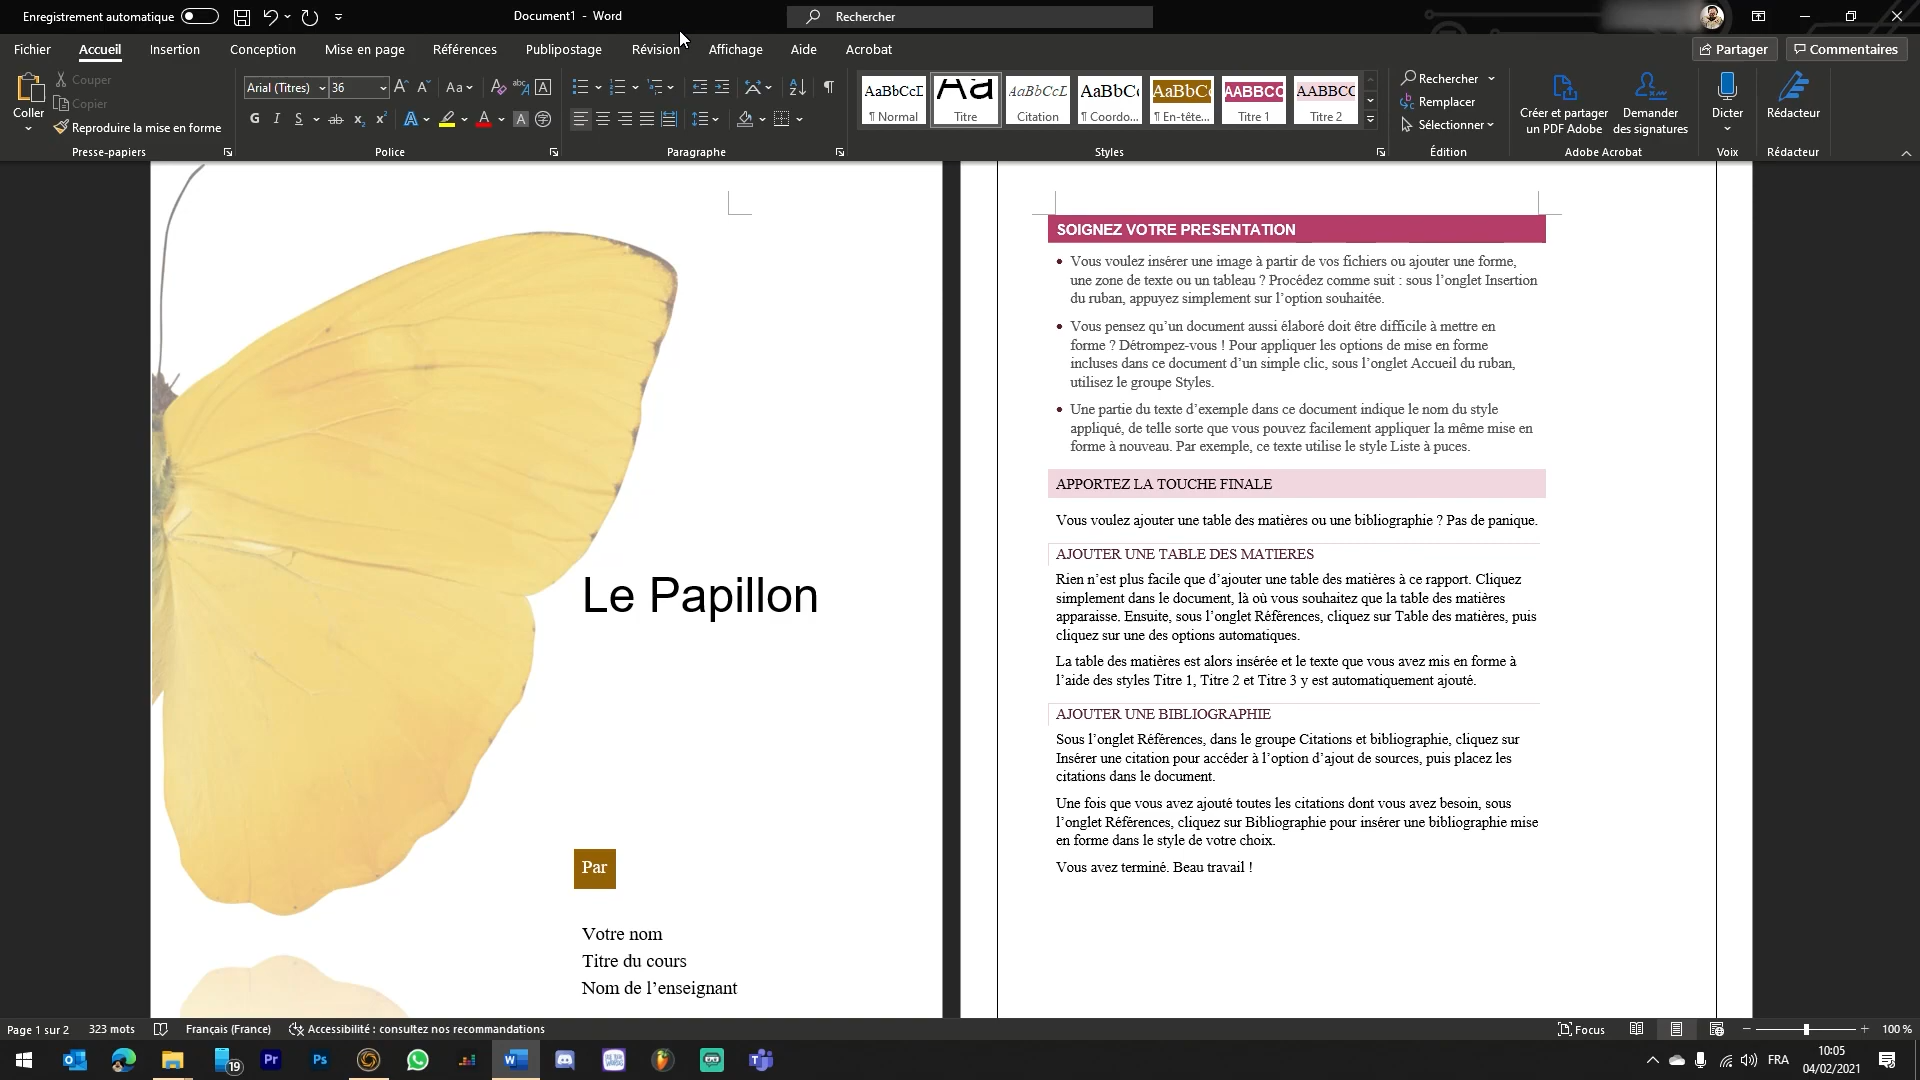 Enregistrement automatique
Document1 - Word
Rechercher
Fichier
Accueil
Insertion
Conception
Mise en page
Références
Publipostage
Révision
Affichage
Aide
Acrobat
Partager
Commentaires
Coller
Couper
Copier
Reproduire la mise en forme
Presse-papiers
Arial (Titres)
36
Aa
G I S ab x₂ x²
Police
Paragraphe
AaBbCcD
¶ Normal
Aa
Titre
AaBbCcD
Citation
AaBbC
¶ Coordo...
AaBbC
¶ En-tête...
AABBCC
Titre 1
AABBCC
Titre 2
Styles
Rechercher
Remplacer
Sélectionner
Édition
Créer et partager
un PDF Adobe
Demander
des signatures
Adobe Acrobat
Dicter
Voix
Rédacteur
Rédacteur
Le Papillon
Par
Votre nom
Titre du cours
Nom de l’enseignant
SOIGNEZ VOTRE PRESENTATION
• Vous voulez insérer une image à partir de vos fichiers ou ajouter une forme,
une zone de texte ou un tableau ? Procédez comme suit : sous l’onglet Insertion
du ruban, appuyez simplement sur l’option souhaitée.
• Vous pensez qu’un document aussi élaboré doit être difficile à mettre en
forme ? Détrompez-vous ! Pour appliquer les options de mise en forme
incluses dans ce document d’un simple clic, sous l’onglet Accueil du ruban,
utilisez le groupe Styles.
• Une partie du texte d’exemple dans ce document indique le nom du style
appliqué, de telle sorte que vous pouvez facilement appliquer la même mise en
forme à nouveau. Par exemple, ce texte utilise le style Liste à puces.
APPORTEZ LA TOUCHE FINALE
Vous voulez ajouter une table des matières ou une bibliographie ? Pas de panique.
AJOUTER UNE TABLE DES MATIERES
Rien n’est plus facile que d’ajouter une table des matières à ce rapport. Cliquez
simplement dans le document, là où vous souhaitez que la table des matières
apparaisse. Ensuite, sous l’onglet Références, cliquez sur Table des matières, puis
cliquez sur une des options automatiques.
La table des matières est alors insérée et le texte que vous avez mis en forme à
l’aide des styles Titre 1, Titre 2 et Titre 3 y est automatiquement ajouté.
AJOUTER UNE BIBLIOGRAPHIE
Sous l’onglet Références, dans le groupe Citations et bibliographie, cliquez sur
Insérer une citation pour accéder à l’option d’ajout de sources, puis placez les
citations dans le document.
Une fois que vous avez ajouté toutes les citations dont vous avez besoin, sous
l’onglet Références, cliquez sur Bibliographie pour insérer une bibliographie mise
en forme dans le style de votre choix.
Vous avez terminé. Beau travail !
Page 1 sur 2
323 mots
Français (France)
Accessibilité : consultez nos recommandations
Focus
100 %
19
Pr
Ps
FRA
10:05
04/02/2021